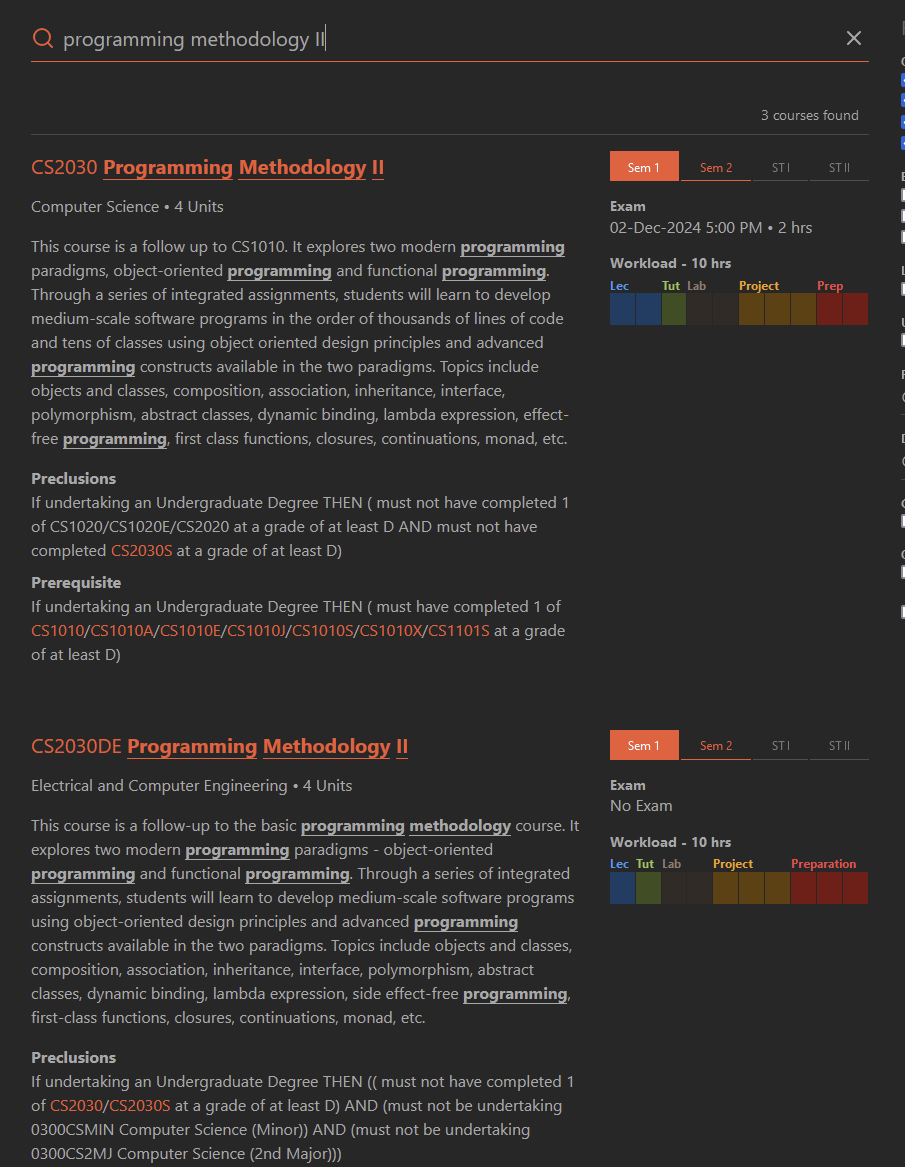 programming methodology II
3 courses found
CS2030 Programming Methodology II
Computer Science • 4 Units
This course is a follow up to CS1010. It explores two modern programming
paradigms, object-oriented programming and functional programming.
Through a series of integrated assignments, students will learn to develop
medium-scale software programs in the order of thousands of lines of code
and tens of classes using object oriented design principles and advanced
programming constructs available in the two paradigms. Topics include
objects and classes, composition, association, inheritance, interface,
polymorphism, abstract classes, dynamic binding, lambda expression, effect-
free programming, first class functions, closures, continuations, monad, etc.
Preclusions
If undertaking an Undergraduate Degree THEN ( must not have completed 1
of CS1020/CS1020E/CS2020 at a grade of at least D AND must not have
completed CS2030S at a grade of at least D)
Prerequisite
If undertaking an Undergraduate Degree THEN ( must have completed 1 of
CS1010/CS1010A/CS1010E/CS1010J/CS1010S/CS1010X/CS1101S at a grade
of at least D)
Sem 1 Sem 2 ST I ST II
Exam
02-Dec-2024 5:00 PM • 2 hrs
Workload - 10 hrs
Lec Tut Lab Project Prep
CS2030DE Programming Methodology II
Electrical and Computer Engineering • 4 Units
This course is a follow-up to the basic programming methodology course. It
explores two modern programming paradigms - object-oriented
programming and functional programming. Through a series of integrated
assignments, students will learn to develop medium-scale software programs
using object-oriented design principles and advanced programming
constructs available in the two paradigms. Topics include objects and classes,
composition, association, inheritance, interface, polymorphism, abstract
classes, dynamic binding, lambda expression, side effect-free programming,
first-class functions, closures, continuations, monad, etc.
Preclusions
If undertaking an Undergraduate Degree THEN (( must not have completed 1
of CS2030/CS2030S at a grade of at least D) AND (must not be undertaking
0300CSMIN Computer Science (Minor)) AND (must not be undertaking
0300CS2MJ Computer Science (2nd Major)))
Sem 1 Sem 2 ST I ST II
Exam
No Exam
Workload - 10 hrs
Lec Tut Lab Project Preparation